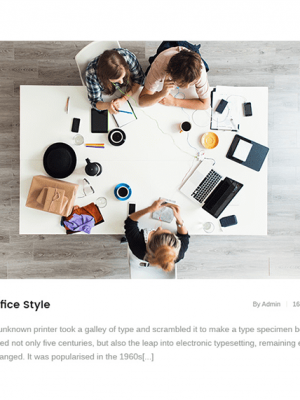 fice Style
By Admin 16
unknown printer took a galley of type and scrambled it to make a type specimen b
ed not only five centuries, but also the leap into electronic typesetting, remaining e
anged. It was popularised in the 1960s[...]